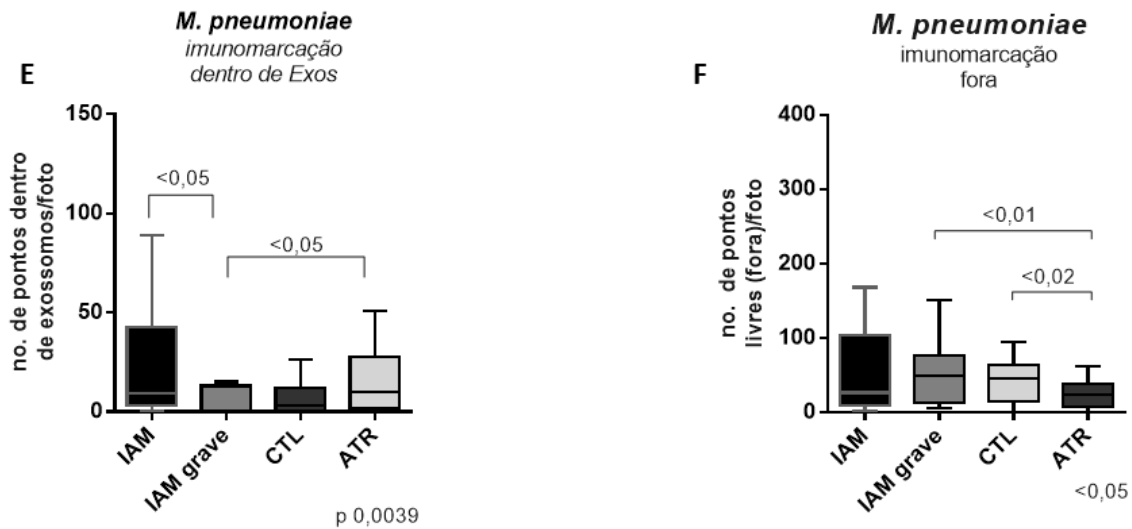 E
M. pneumoniae
imunomarcação
dentro de Exos
no. de pontos dentro
de exossomos/foto
150
100
50
0
<0,05
<0,05
IAM
IAM grave
CTL
ATR
p 0,0039
F
M. pneumoniae
imunomarcação
fora
no. de pontos
livres (fora)/foto
400
300
200
100
0
<0,01
<0,02
IAM
IAM grave
CTL
ATR
<0,05